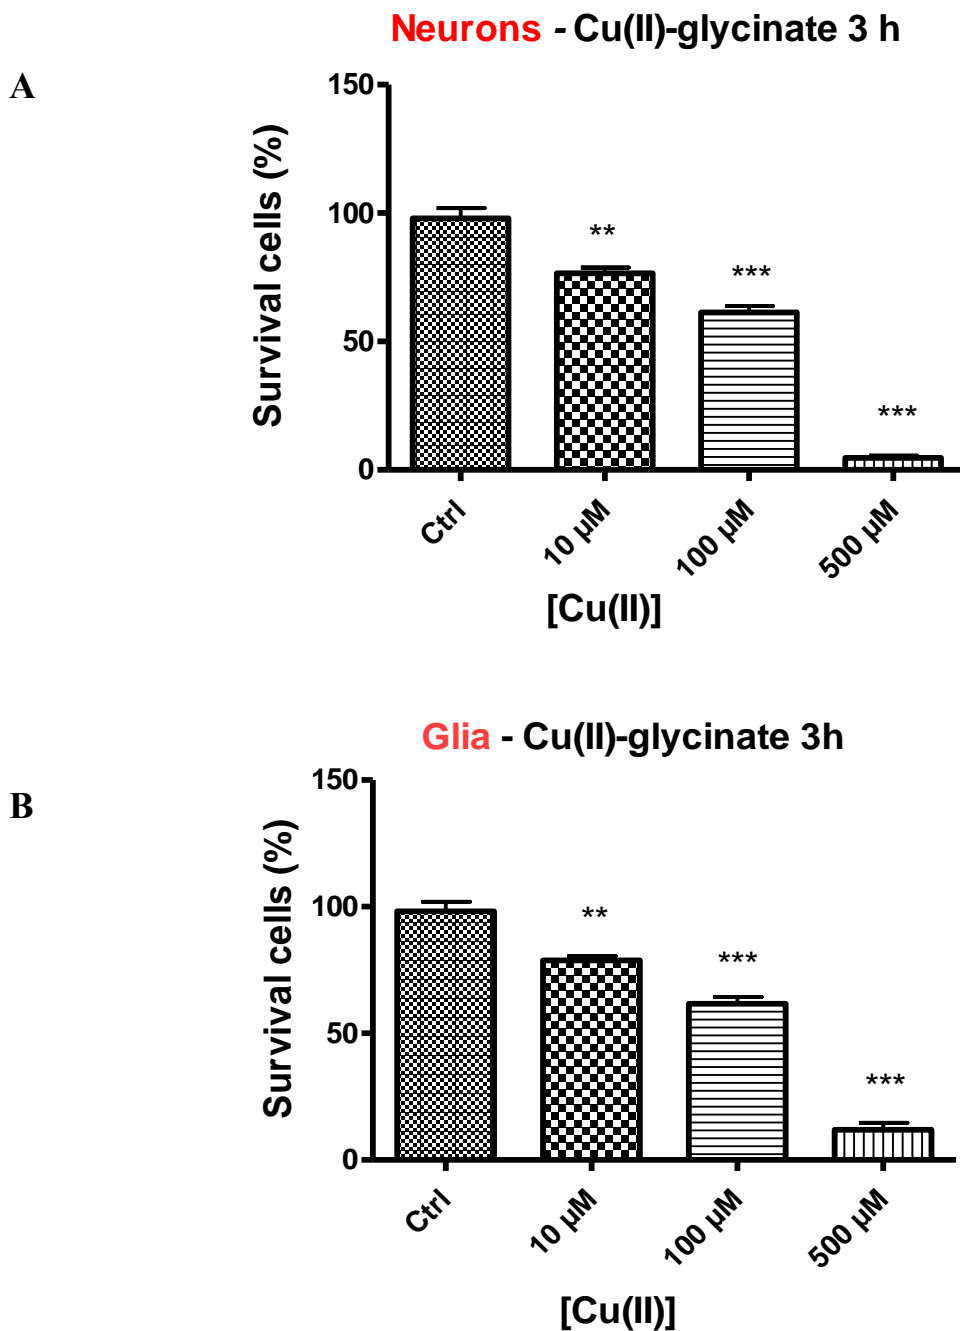 Neurons - Cu(II)-glycinate 3 h
A
150
100
50
0
Survival cells (%)
**
***
***
Ctrl
10 µM
100 µM
500 µM
[Cu(II)]
Glia - Cu(II)-glycinate 3h
B
150
100
50
0
Survival cells (%)
**
***
***
Ctrl
10 µM
100 µM
500 µM
[Cu(II)]